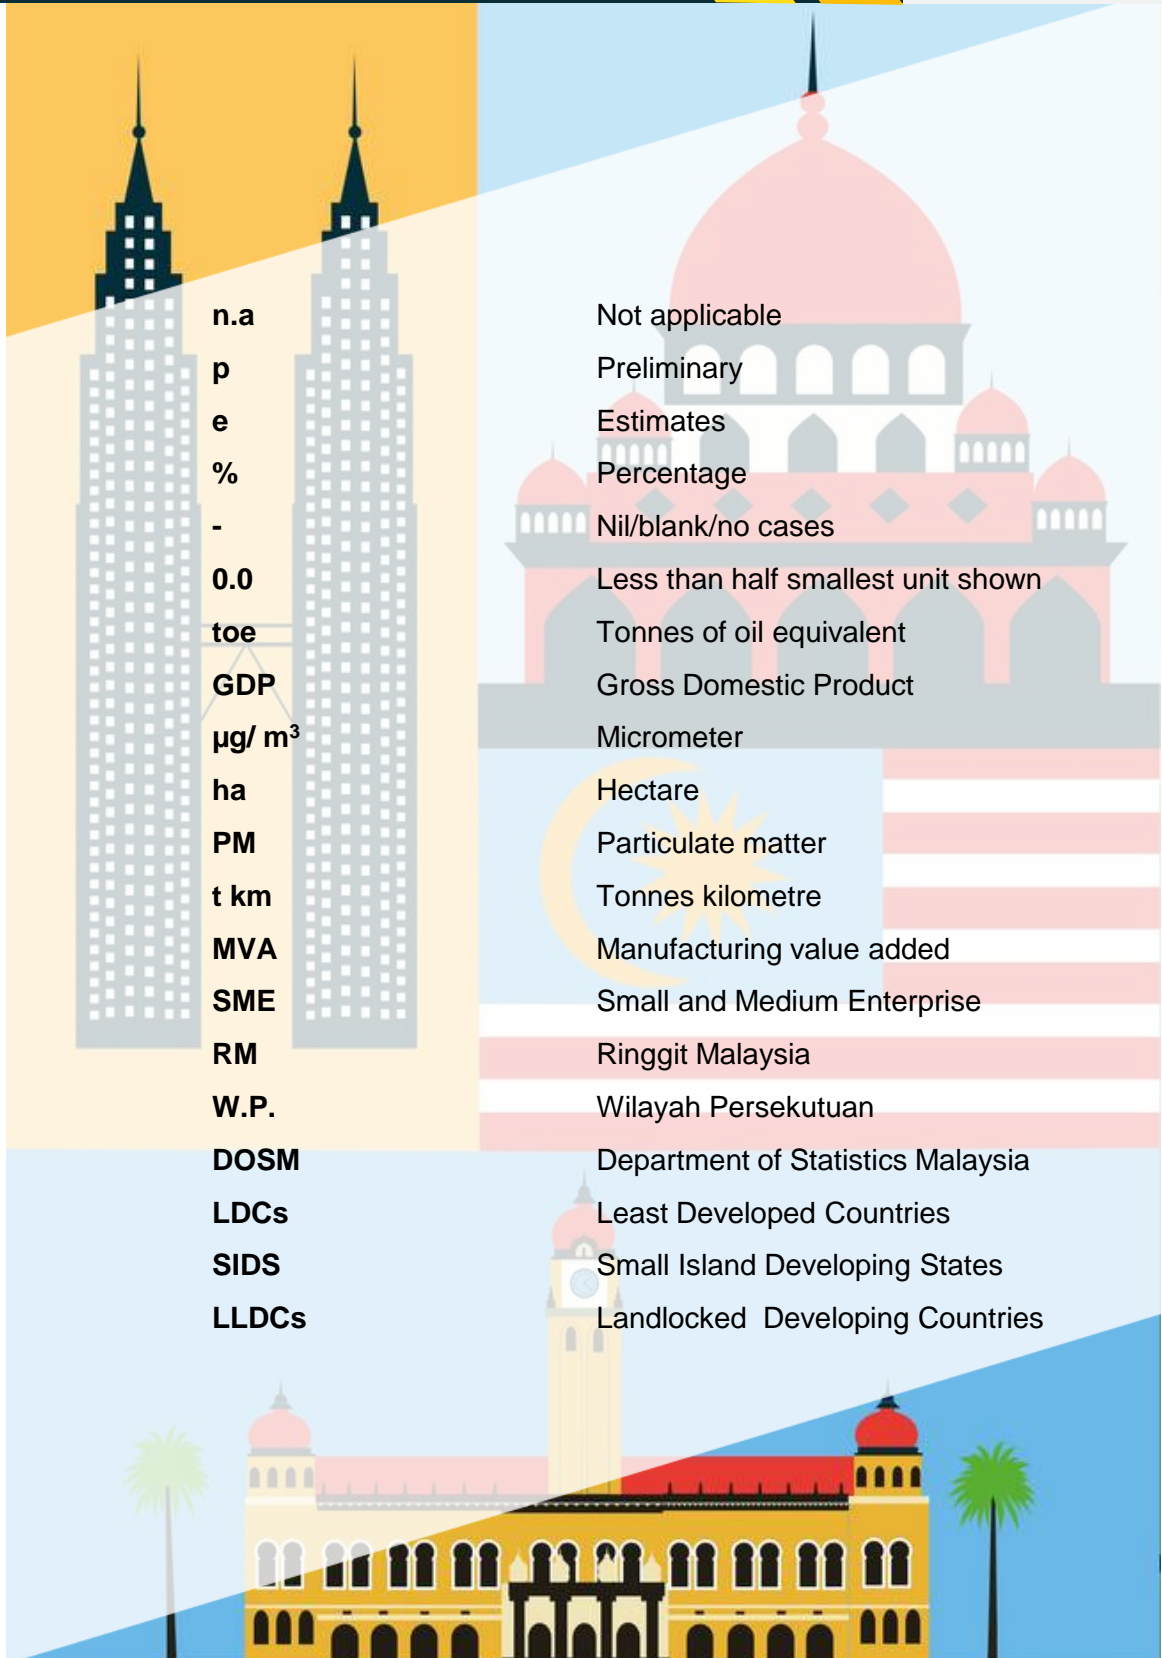 n.a Not applicable
p Preliminary
e Estimates
% Percentage
- Nil/blank/no cases
0.0 Less than half smallest unit shown
toe Tonnes of oil equivalent
GDP Gross Domestic Product
µg/ m³ Micrometer
ha Hectare
PM Particulate matter
t km Tonnes kilometre
MVA Manufacturing value added
SME Small and Medium Enterprise
RM Ringgit Malaysia
W.P. Wilayah Persekutuan
DOSM Department of Statistics Malaysia
LDCs Least Developed Countries
SIDS Small Island Developing States
LLDCs Landlocked  Developing Countries